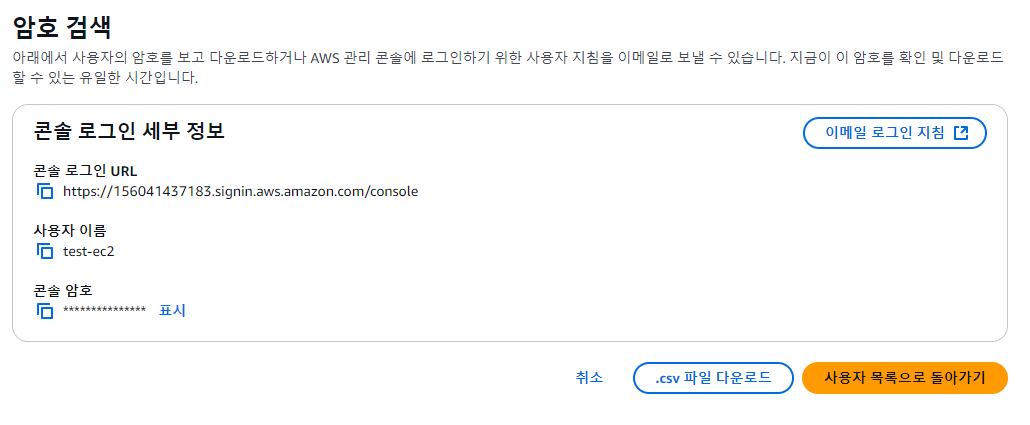 암호 검색
아래에서 사용자의 암호를 보고 다운로드하거나 AWS 관리 콘솔에 로그인하기 위한 사용자 지침을 이메일로 보낼 수 있습니다. 지금이 이 암호를 확인 및 다운로드
할 수 있는 유일한 시간입니다.
콘솔 로그인 세부 정보
이메일 로그인 지침
콘솔 로그인 URL
https://156041437183.signin.aws.amazon.com/console
사용자 이름
test-ec2
콘솔 암호
*************** 표시
취소
.csv 파일 다운로드
사용자 목록으로 돌아가기